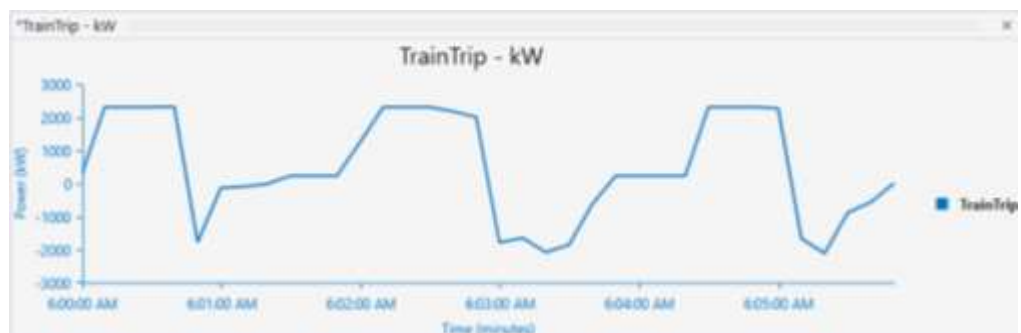 "TrainTrip - kW
×
TrainTrip - kW
3000
2000
1000
0
-1000
-2000
-3000
Power (kW)
TrainTrip
6:00:00 AM 6:01:00 AM 6:02:00 AM 6:03:00 AM 6:04:00 AM 6:05:00 AM
Time (minutes)